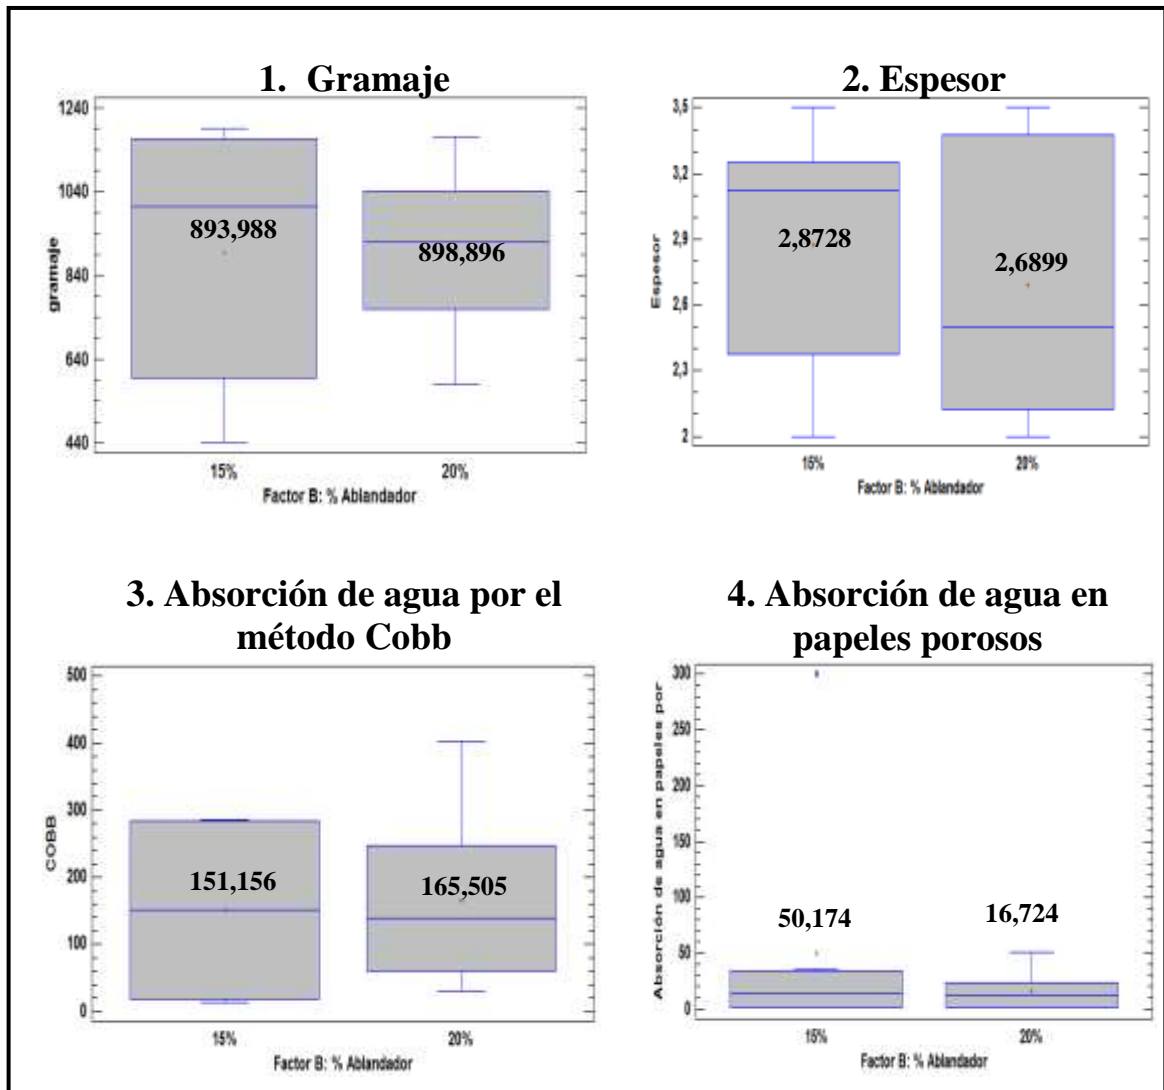 1. Gramaje
1240
1040
840
640
440
gramaje
893,988
898,896
15%
20%
Factor B: % Ablandador
2. Espesor
3,5
3,2
2,9
2,6
2,3
2
Espesor
2,8728
2,6899
15%
20%
Factor B: % Ablandador
3. Absorción de agua por el
método Cobb
500
400
300
200
100
0
COBB
151,156
165,505
15%
20%
Factor B: % Ablandador
4. Absorción de agua en
papeles porosos
300
250
200
150
100
50
0
Absorción de agua en papeles por
50,174
16,724
15%
20%
Factor B: % Ablandador